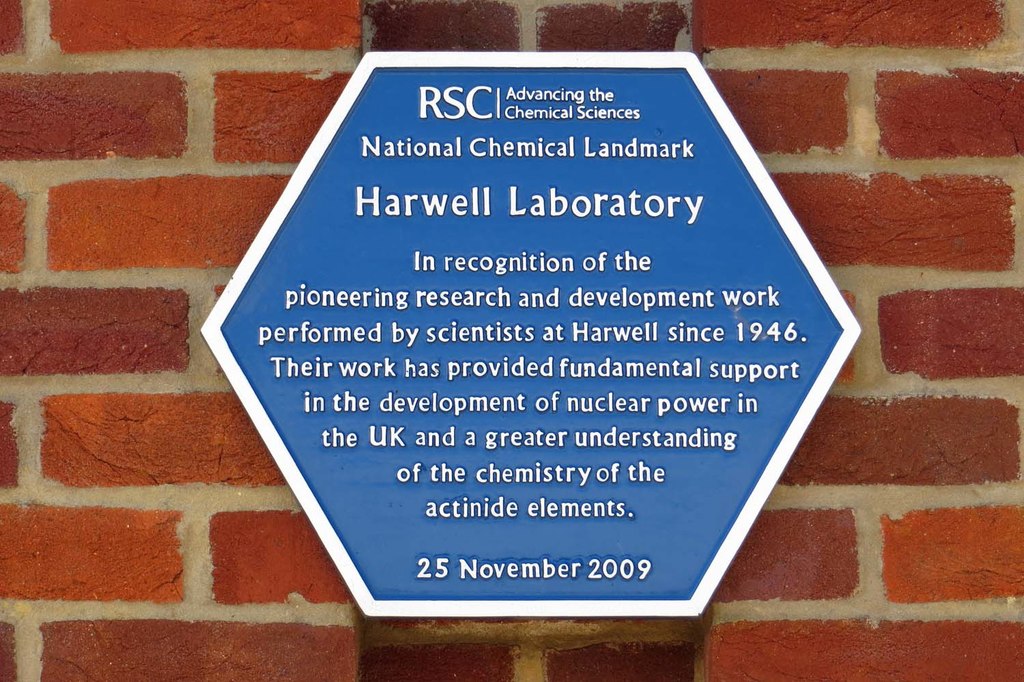 RSC Advancing the
Chemical Sciences
National Chemical Landmark
Harwell Laboratory
In recognition of the
pioneering research and development work
performed by scientists at Harwell since 1946.
Their work has provided fundamental support
in the development of nuclear power in
the UK and a greater understanding
of the chemistry of the
actinide elements.
25 November 2009